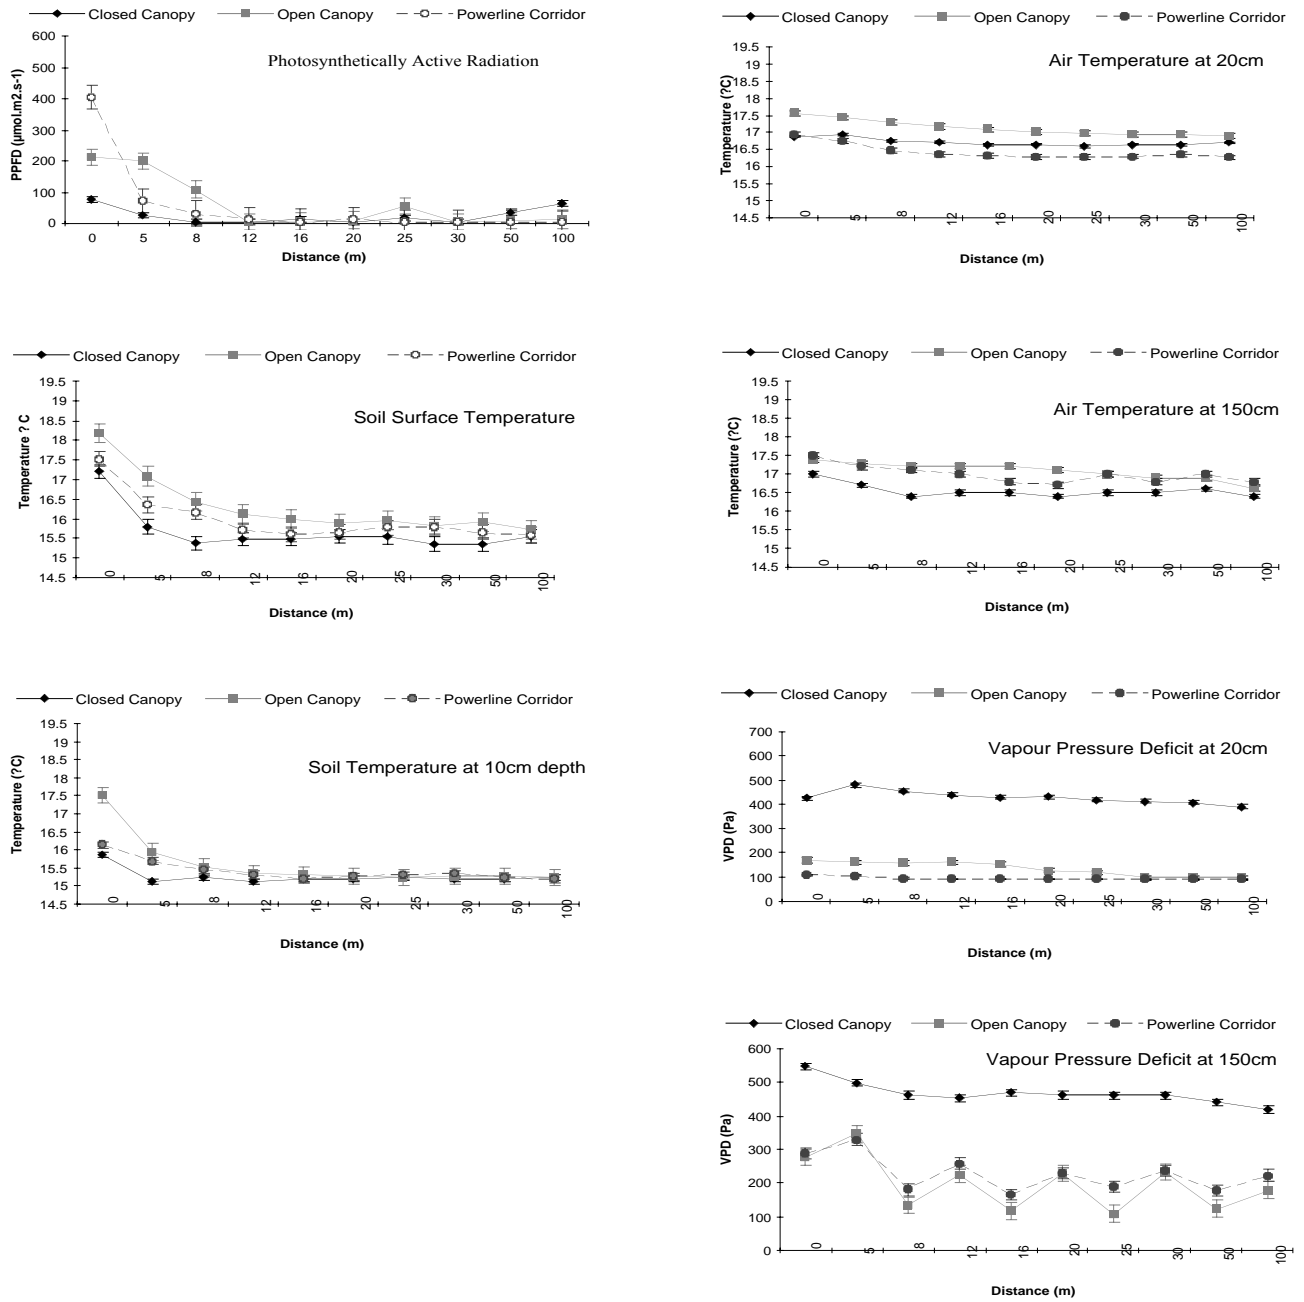 Closed Canopy Open Canopy Powerline Corridor
600
500
400
300
200
100
0
PPFD (µmol.m2.s-1)
Photosynthetically Active Radiation
0 5 8 12 16 20 25 30 50 100
Distance (m)
Closed Canopy Open Canopy Powerline Corridor
19.5
19
18.5
18
17.5
17
16.5
16
15.5
15
14.5
Temperature (?C)
Air Temperature at 20cm
0 5 8 12 16 20 25 30 50 100
Distance (m)
Closed Canopy Open Canopy Powerline Corridor
19.5
19
18.5
18
17.5
17
16.5
16
15.5
15
14.5
Temperature ? C
Soil Surface Temperature
0 5 8 12 16 20 25 30 50 100
Distance (m)
Closed Canopy Open Canopy Powerline Corridor
19.5
19
18.5
18
17.5
17
16.5
16
15.5
15
14.5
Temperature (?C)
Air Temperature at 150cm
0 5 8 12 16 20 25 30 50 100
Distance (m)
Closed Canopy Open Canopy Powerline Corridor
19.5
19
18.5
18
17.5
17
16.5
16
15.5
15
14.5
Temperature (?C)
Soil Temperature at 10cm depth
0 5 8 12 16 20 25 30 50 100
Distance (m)
Closed Canopy Open Canopy Powerline Corridor
700
600
500
400
300
200
100
0
VPD (Pa)
Vapour Pressure Deficit at 20cm
0 5 8 12 16 20 25 30 50 100
Distance (m)
Closed Canopy Open Canopy Powerline Corridor
600
500
400
300
200
100
0
VPD (Pa)
Vapour Pressure Deficit at 150cm
0 5 8 12 16 20 25 30 50 100
Distance (m)